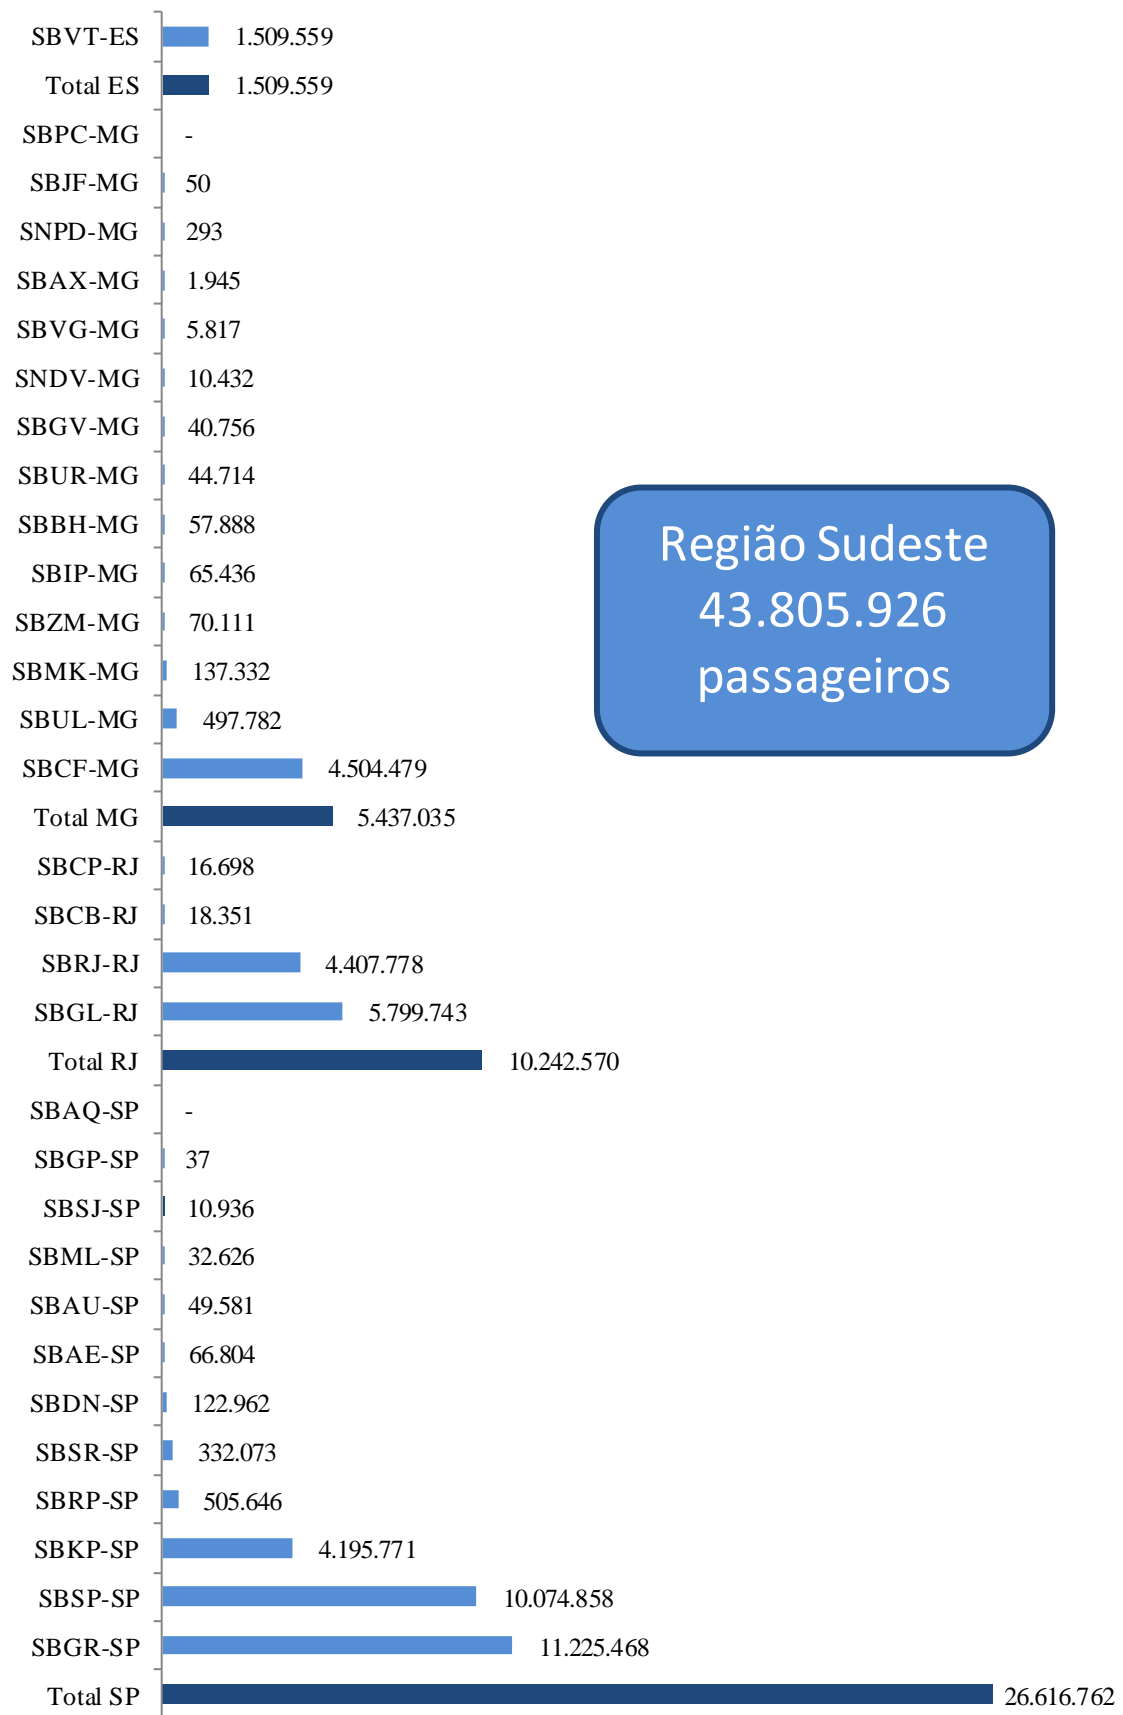 SBVT-ES 1.509.559
Total ES 1.509.559
SBPC-MG -
SBJF-MG 50
SNPD-MG 293
SBAX-MG 1.945
SBVG-MG 5.817
SNDV-MG 10.432
SBGV-MG 40.756
SBUR-MG 44.714
SBBH-MG 57.888
SBIP-MG 65.436
SBZM-MG 70.111
SBMK-MG 137.332
SBUL-MG 497.782
SBCF-MG 4.504.479
Total MG 5.437.035
SBCP-RJ 16.698
SBCB-RJ 18.351
SBRJ-RJ 4.407.778
SBGL-RJ 5.799.743
Total RJ 10.242.570
SBAQ-SP -
SBGP-SP 37
SBSJ-SP 10.936
SBML-SP 32.626
SBAU-SP 49.581
SBAE-SP 66.804
SBDN-SP 122.962
SBSR-SP 332.073
SBRP-SP 505.646
SBKP-SP 4.195.771
SBSP-SP 10.074.858
SBGR-SP 11.225.468
Total SP 26.616.762
Região Sudeste
43.805.926
passageiros